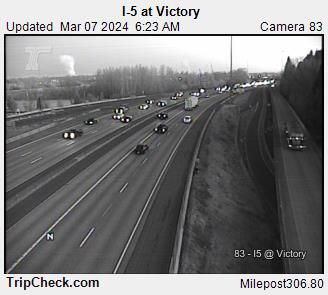 I-5 at Victory
Updated Mar 07 2024 6:23 AM Camera 83
N
83 - I5 @ Victory
TripCheck.com Milepost306.80